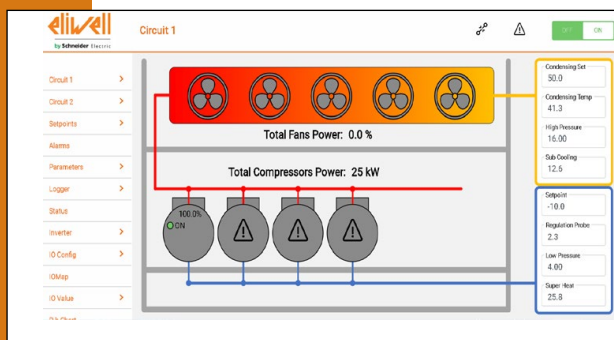 eliwell
by Schneider Electric
Circuit 1
OFF ON
Circuit 1
Circuit 2
Setpoints
Alarms
Parameters
Logger
Status
Inverter
IO Config
IOMap
IO Value
Total Fans Power: 0.0 %
Total Compressors Power: 25 kW
100.0%
ON
Condensing Set
50.0
Condensing Temp
41.3
High Pressure
16.00
Sub Cooling
12.6
Setpoint
-10.0
Regulation Probe
2.3
Low Pressure
4.00
Super Heat
25.8